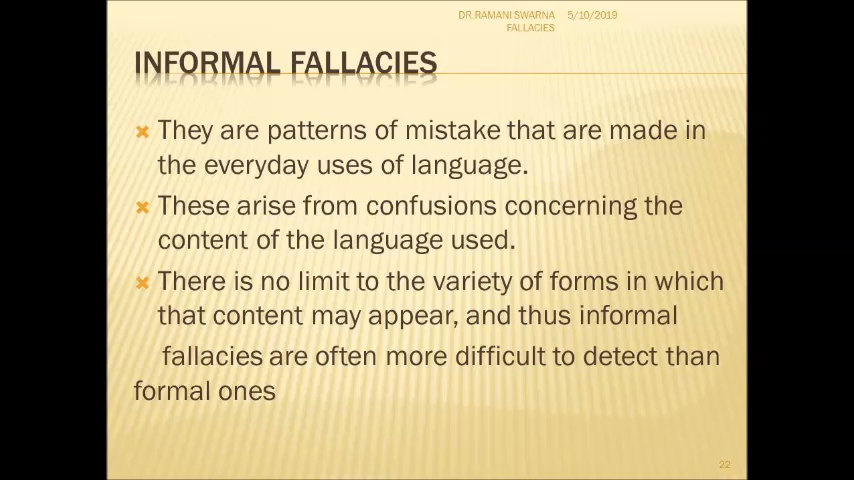 DR.RAMANI SWARNA 5/10/2019
FALLACIES
INFORMAL FALLACIES
They are patterns of mistake that are made in
the everyday uses of language.
These arise from confusions concerning the
content of the language used.
There is no limit to the variety of forms in which
that content may appear, and thus informal
fallacies are often more difficult to detect than
formal ones
22